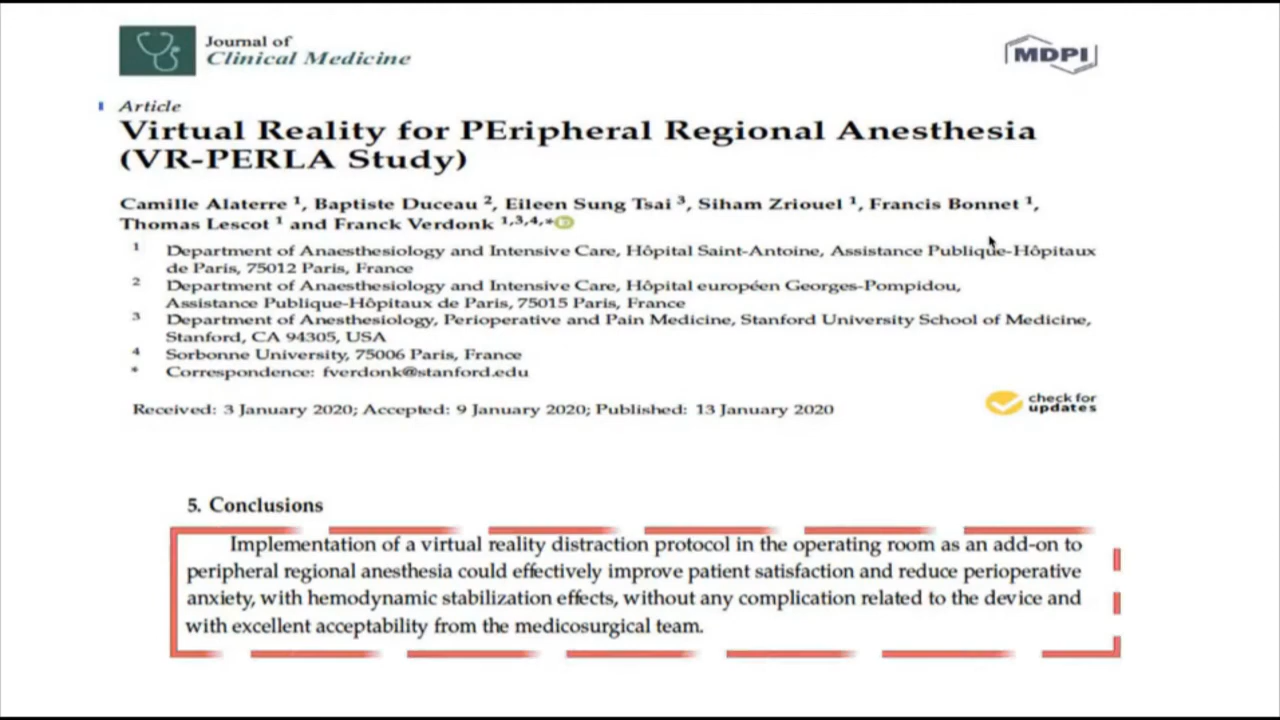 Journal of
Clinical Medicine
MDPI
Article
Virtual Reality for PEripheral Regional Anesthesia
(VR-PERLA Study)
Camille Alaterre 1, Baptiste Duceau 2, Eileen Sung Tsai 3, Siham Zriouel 1, Francis Bonnet 1,
Thomas Lescot 1 and Franck Verdonk 1,3,4,*
1 Department of Anaesthesiology and Intensive Care, Hôpital Saint-Antoine, Assistance Publique-Hôpitaux
de Paris, 75012 Paris, France
2 Department of Anaesthesiology and Intensive Care, Hôpital européen Georges-Pompidou,
Assistance Publique-Hôpitaux de Paris, 75015 Paris, France
3 Department of Anesthesiology, Perioperative and Pain Medicine, Stanford University School of Medicine,
Stanford, CA 94305, USA
4 Sorbonne University, 75006 Paris, France
* Correspondence: fverdonk@stanford.edu
Received: 3 January 2020; Accepted: 9 January 2020; Published: 13 January 2020
check for
updates
5. Conclusions
Implementation of a virtual reality distraction protocol in the operating room as an add-on to
peripheral regional anesthesia could effectively improve patient satisfaction and reduce perioperative
anxiety, with hemodynamic stabilization effects, without any complication related to the device and
with excellent acceptability from the medicosurgical team.